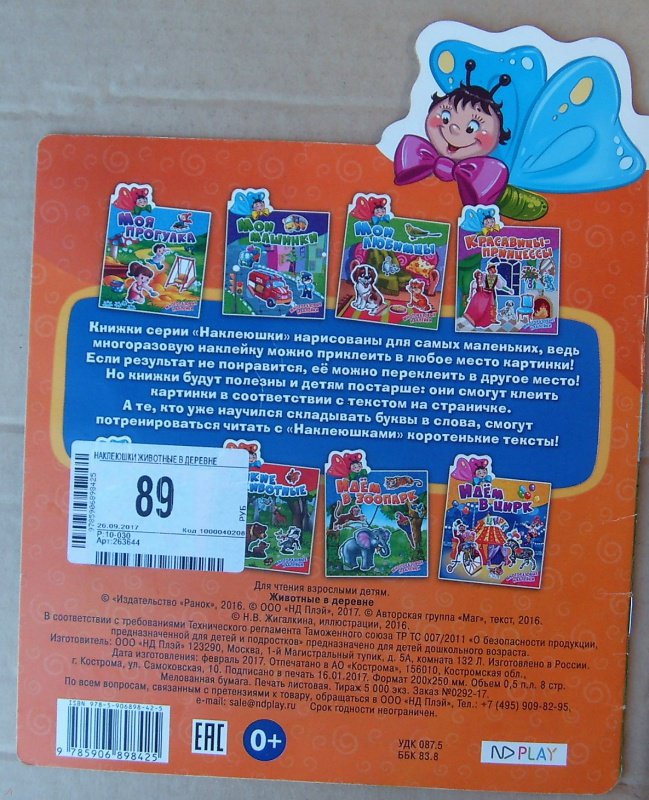 МОЯ
ПРОГУЛКА
МОИ
МАШИНКИ
МОИ
ЛЮБИМЦЫ
КРАСАВИЦЫ-
ПРИНЦЕССЫ
Книжки серии «Наклеюшки» нарисованы для самых маленьких, ведь
многоразовую наклейку можно приклеить в любое место картинки!
Если результат не понравится, её можно переклеить в другое место!
Но книжки будут полезны и детям постарше: они смогут клеить
картинки в соответствии с текстом на страничке.
А те, кто уже научился складывать буквы в слова, смогут
потренироваться читать с «Наклеюшками» коротенькие тексты!
НАКЛЕЮШКИ ЖИВОТНЫЕ В ДЕРЕВНЕ
9785906898425
89
РУБ
26.09.2017
Код 1000040208
Р:10-030
Арт:263644
ЖИВОТНЫЕ
ИДЁМ
В ЗООПАРК
ИДЁМ
В ЦИРК
Для чтения взрослыми детям.
Животные в деревне
© «Издательство «Ранок», 2016. © ООО «НД Плэй», 2017. © Авторская группа «Маг», текст, 2016.
© Н.В. Жигалкина, иллюстрации, 2016.
В соответствии с требованиями Технического регламента Таможенного союза ТР ТС 007/2011 «О безопасности продукции,
предназначенной для детей и подростков» предназначено для детей дошкольного возраста.
Изготовитель: ООО «НД Плэй» 123290, Москва, 1-й Магистральный тупик, д. 5А, комната 132 Л. Изготовлено в России.
Дата изготовления: февраль 2017. Отпечатано в АО «Кострома», 156010, Костромская обл.,
г. Кострома, ул. Самоковская, 10. Подписано в печать 16.01.2017. Формат 200х250 мм. Объем 0,5 п.л. 8 стр.
Мелованная бумага. Печать листовая. Тираж 5 000 экз. Заказ №0292-17.
По всем вопросам, связанным с претензиями к товару, обращаться в ООО «НД Плэй», Тел.: +7 (495) 909-82-95,
e-mail: sale@ndplay.ru Срок годности неограничен.
ISBN 978-5-906898-42-5
9 785906 898425
ЕАС
0+
УДК 087.5
ББК 83.8
ND PLAY